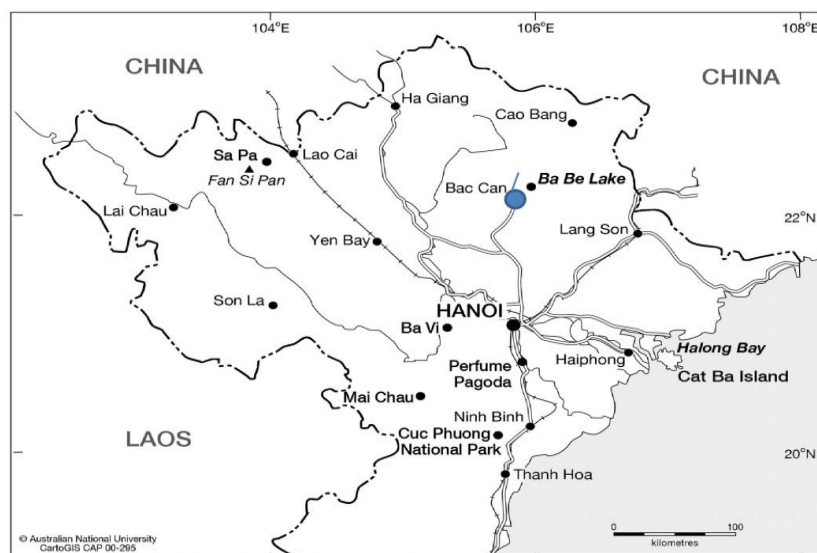 104°E
106°E
108°E
CHINA
CHINA
Ha Giang
Cao Bang
Sa Pa
Lao Cai
Fan Si Pan
Bac Can
Ba Be Lake
Lai Chau
22°N
Yen Bay
Lang Son
Son La
HANOI
Ba Vi
Halong Bay
Haiphong
Perfume
Pagoda
Cat Ba Island
Mai Chau
Ninh Binh
LAOS
Cuc Phuong
National Park
20°N
Thanh Hoa
© Australian National University
CartoGIS CAP 00-295
0
100
kilometres